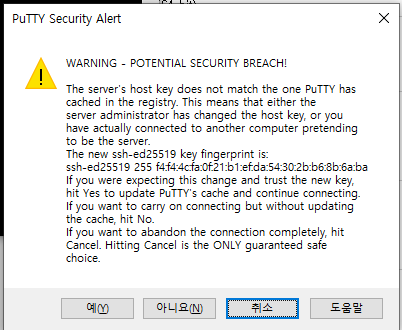 PuTTY Security Alert
WARNING - POTENTIAL SECURITY BREACH!
The server's host key does not match the one PuTTY has
cached in the registry. This means that either the
server administrator has changed the host key, or you
have actually connected to another computer pretending
to be the server.
The new ssh-ed25519 key fingerprint is:
ssh-ed25519 255 f4:f4:4c:fa:0f:21:b1:ef:da:54:30:2b:b6:8b:6a:ba
If you were expecting this change and trust the new key,
hit Yes to update PuTTY's cache and continue connecting.
If you want to carry on connecting but without updating
the cache, hit No.
If you want to abandon the connection completely, hit
Cancel. Hitting Cancel is the ONLY guaranteed safe
choice.
예(Y) 아니요(N) 취소 도움말